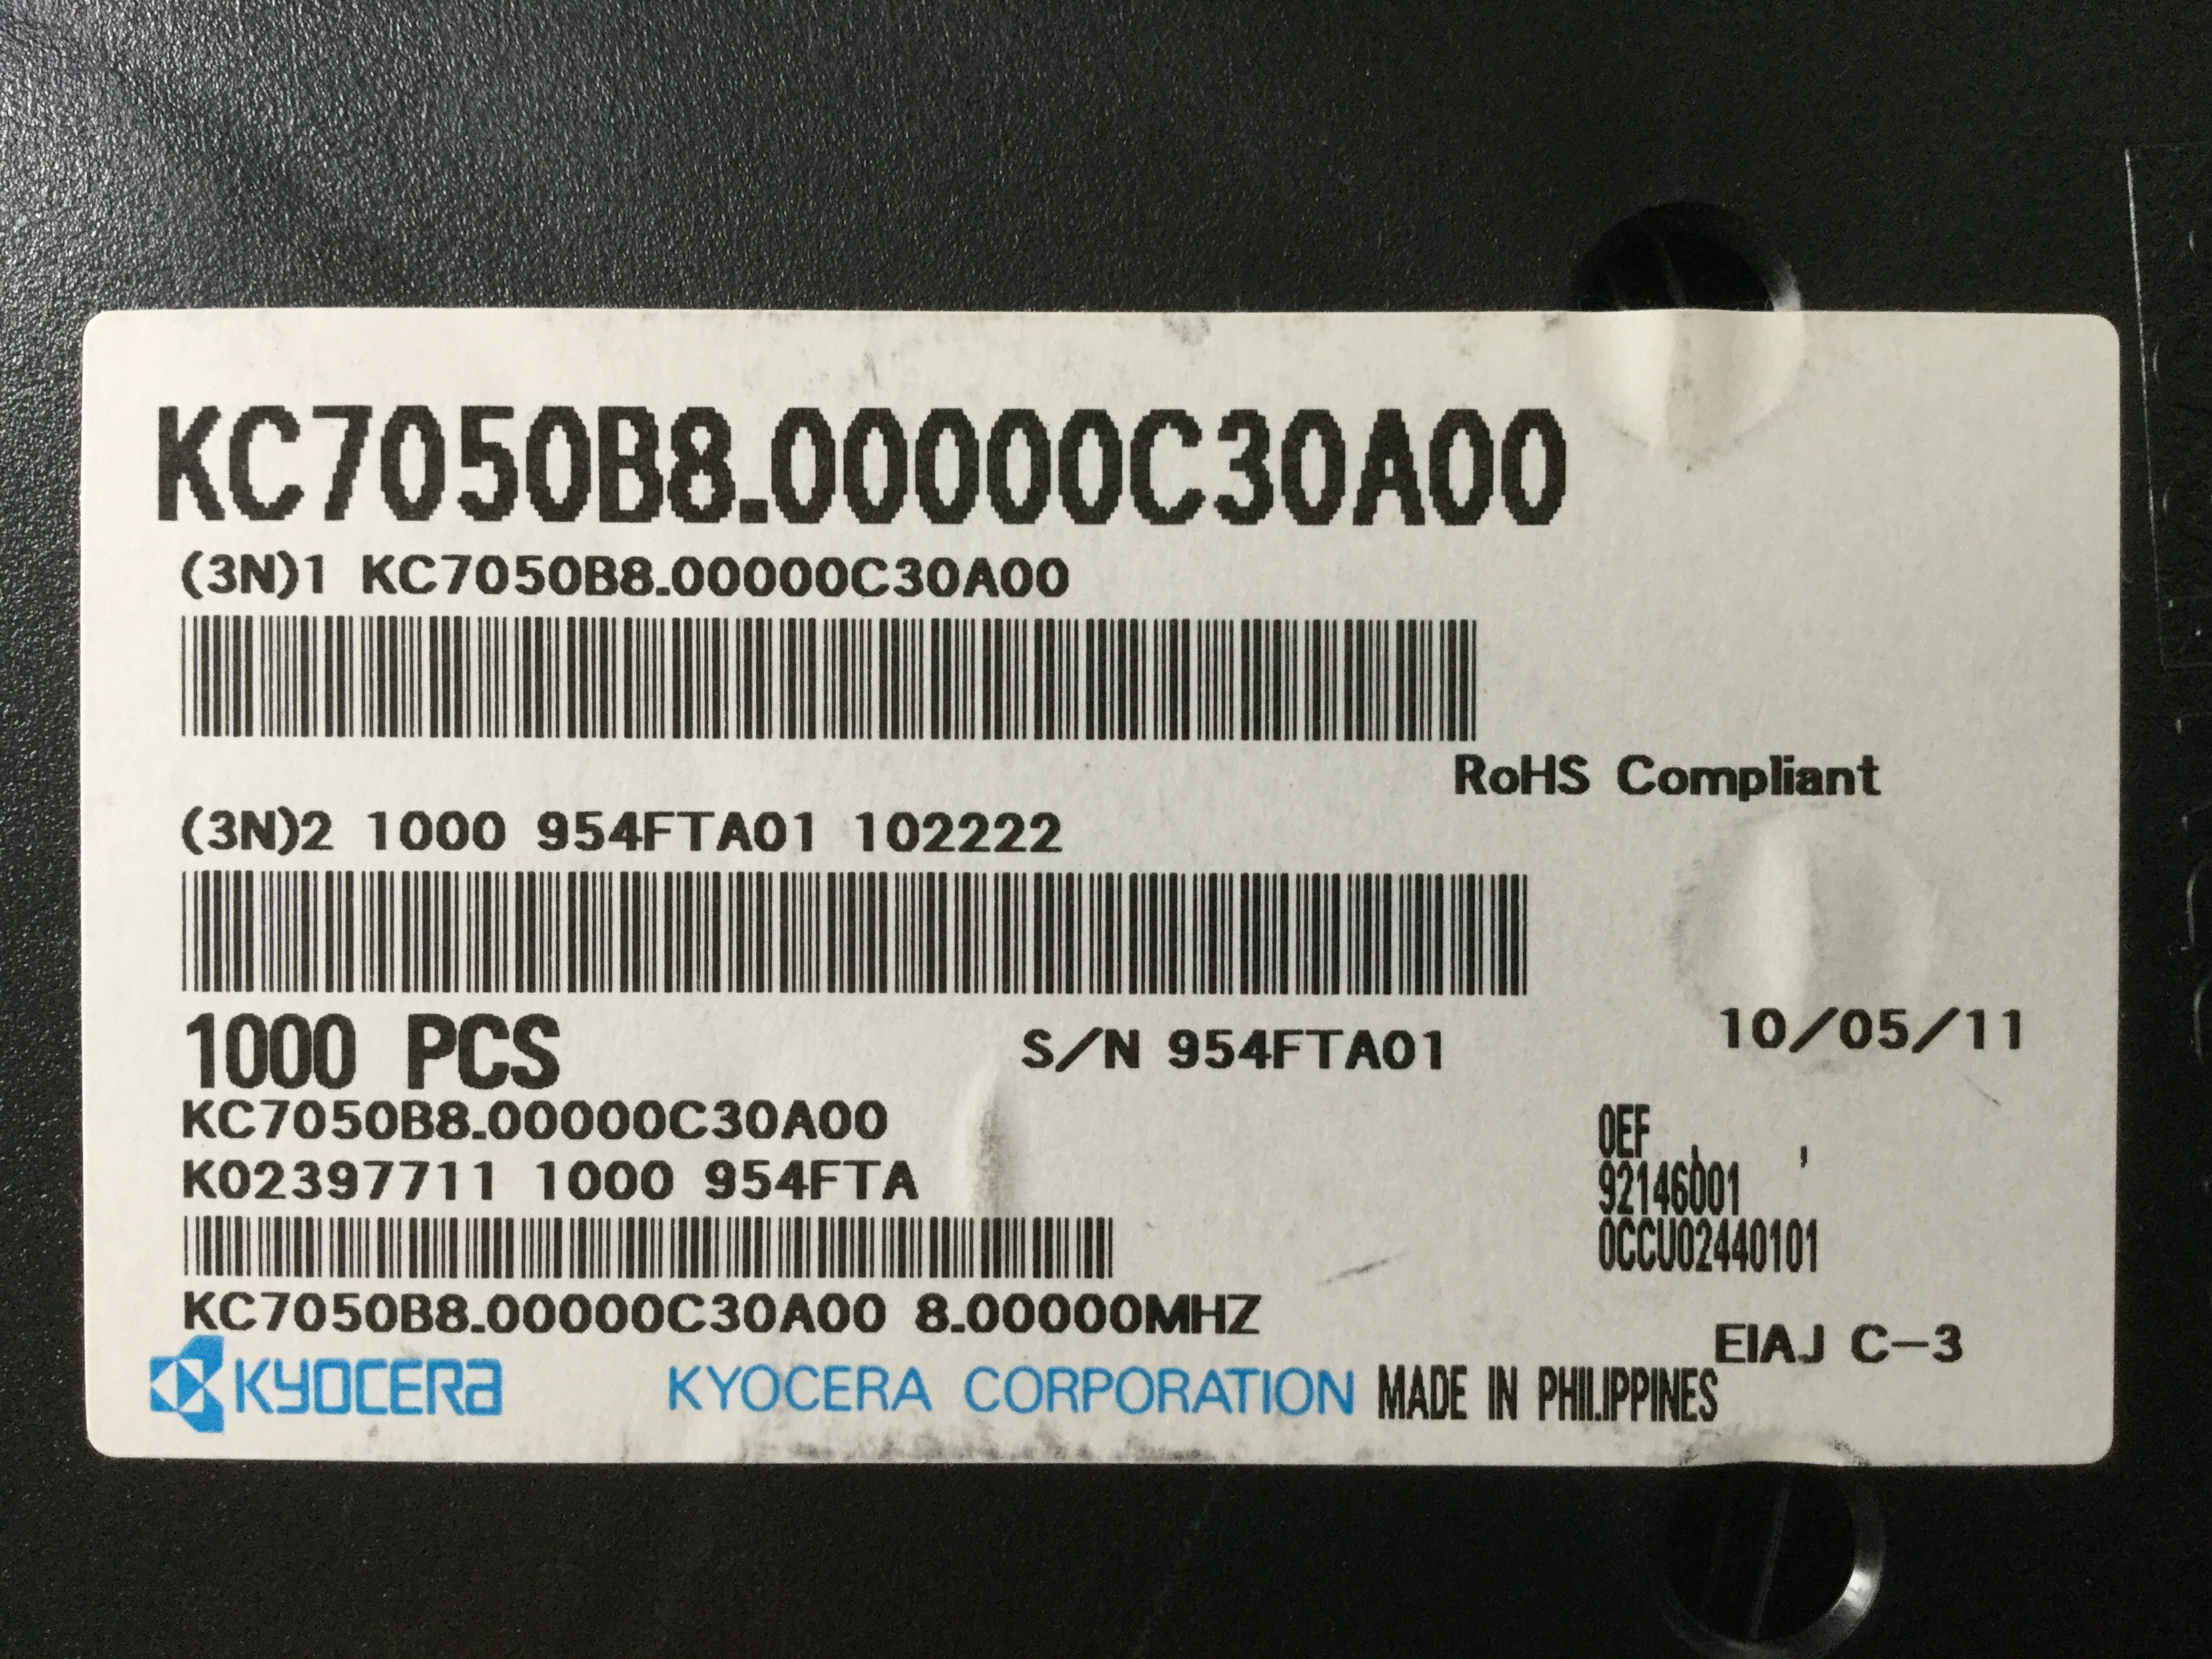 KC7050B8.00000C30A00
(3N)1 KC7050B8.00000C30A00
RoHS Compliant
(3N)2 1000 954FTA01 102222
1000 PCS S/N 954FTA01 10/05/11
KC7050B8.00000C30A00
0EF , ,
K02397711 1000 954FTA
92146001
0CCU02440101
KC7050B8.00000C30A00 8.00000MHZ
EIAJ C-3
KYOCERA KYOCERA CORPORATION MADE IN PHILIPPINES